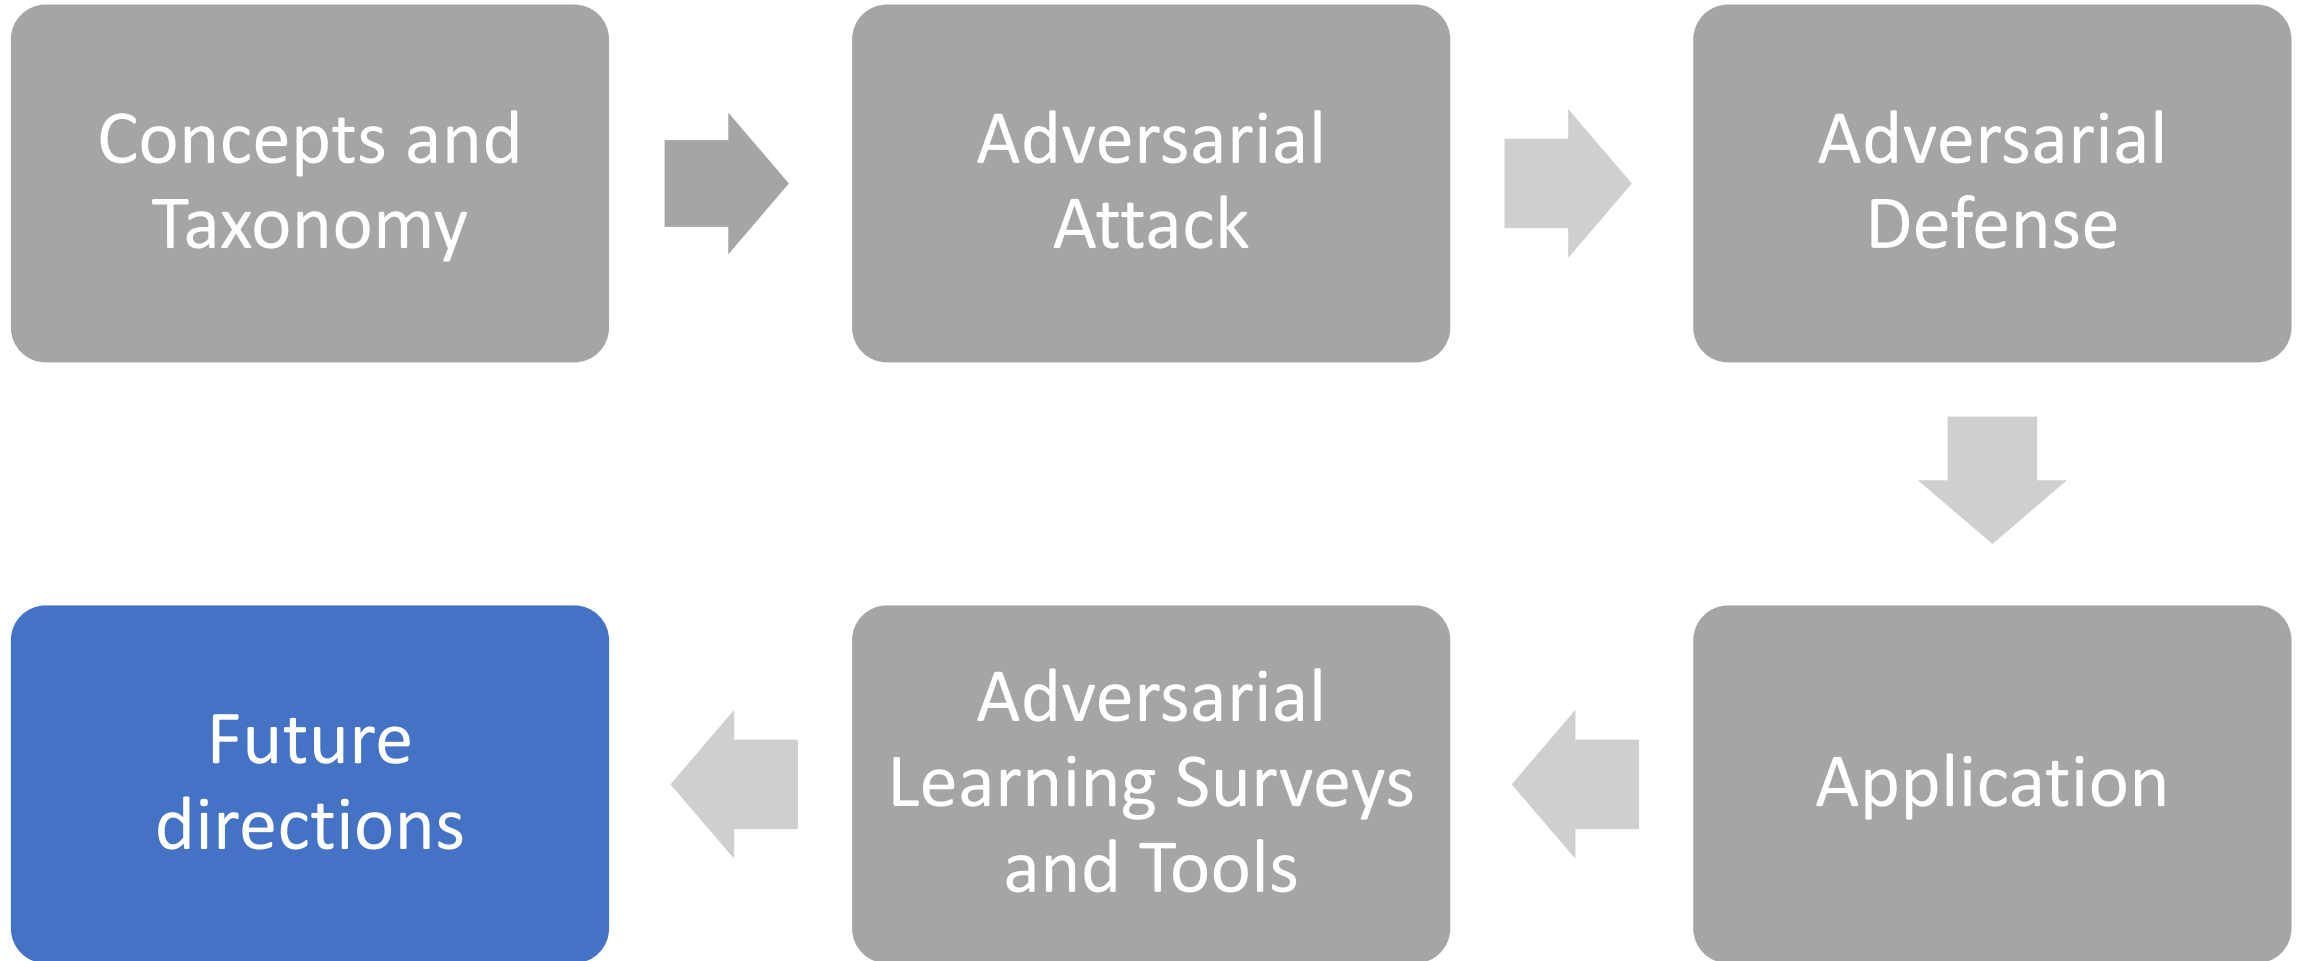 Concepts and
Taxonomy
Adversarial
Attack
Adversarial
Defense
Application
Adversarial
Learning Surveys
and Tools
Future
directions